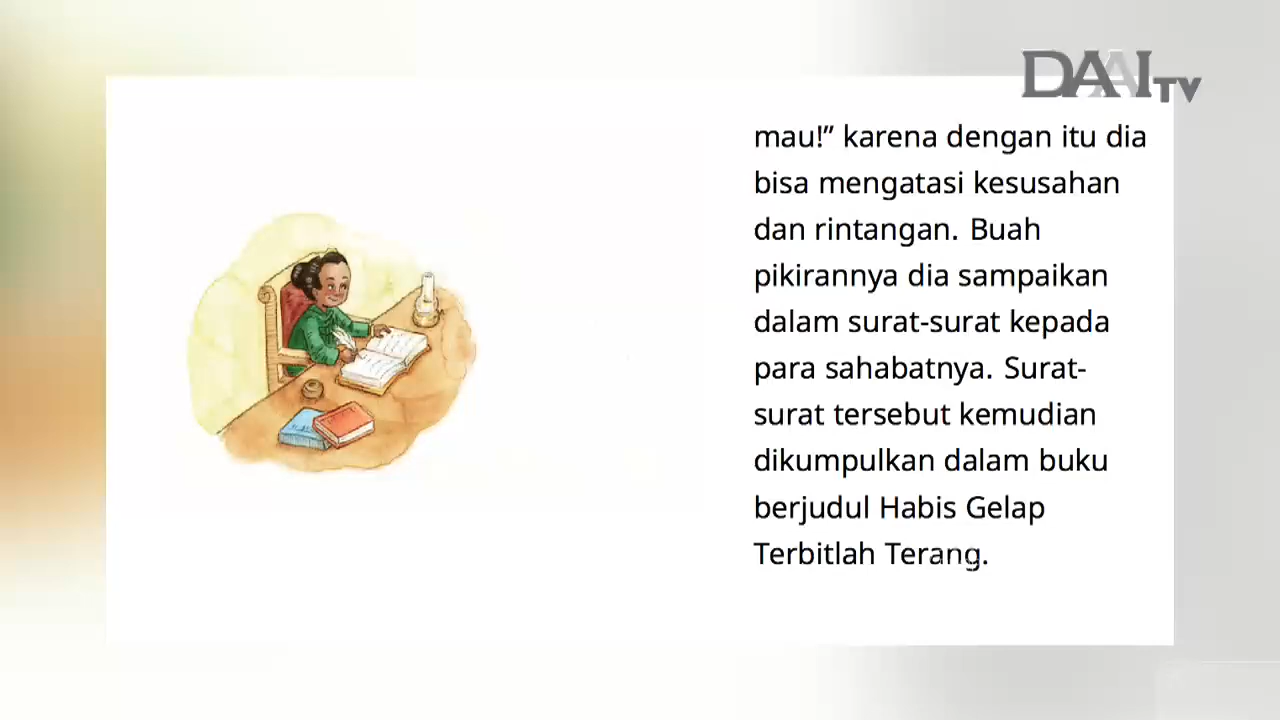 DAAI TV
mau!” karena dengan itu dia
bisa mengatasi kesusahan
dan rintangan. Buah
pikirannya dia sampaikan
dalam surat-surat kepada
para sahabatnya. Surat-
surat tersebut kemudian
dikumpulkan dalam buku
berjudul Habis Gelap
Terbitlah Terang.